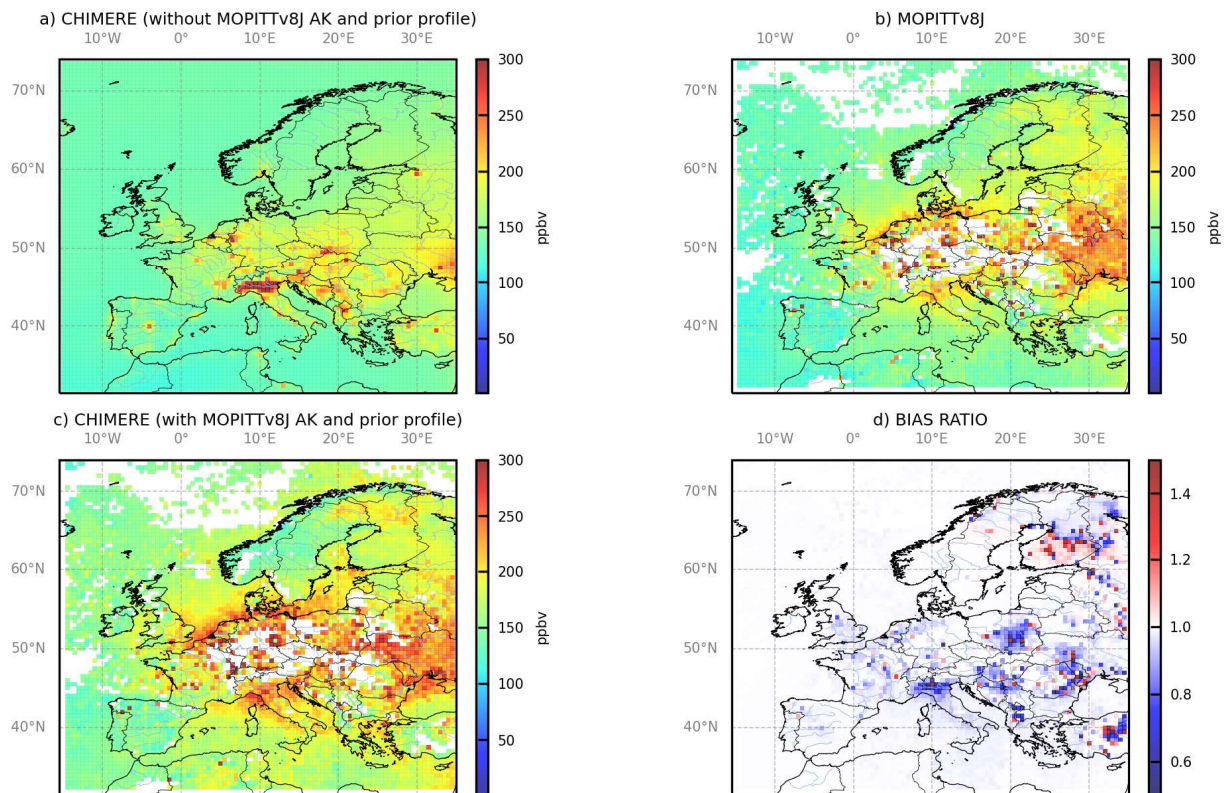 a) CHIMERE (without MOPITTv8J AK and prior profile)
10°W 0° 10°E 20°E 30°E
70°N
60°N
50°N
40°N
300
250
200
150
100
50
ppbv
b) MOPITTv8J
10°W 0° 10°E 20°E 30°E
70°N
60°N
50°N
40°N
300
250
200
150
100
50
ppbv
c) CHIMERE (with MOPITTv8J AK and prior profile)
10°W 0° 10°E 20°E 30°E
70°N
60°N
50°N
40°N
300
250
200
150
100
50
ppbv
d) BIAS RATIO
10°W 0° 10°E 20°E 30°E
70°N
60°N
50°N
40°N
1.4
1.2
1.0
0.8
0.6